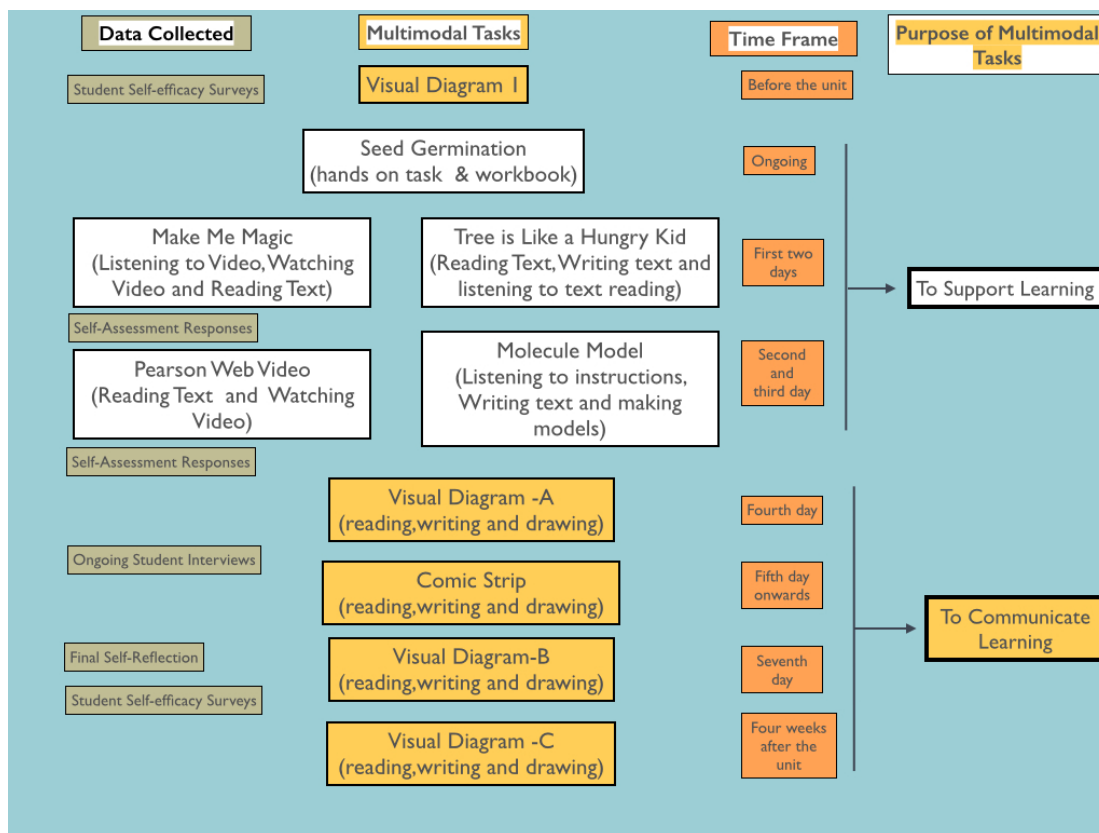 Data Collected
Multimodal Tasks
Time Frame
Purpose of Multimodal
Tasks
Student Self-efficacy Surveys
Visual Diagram 1
Before the unit
Seed Germination
(hands on task & workbook)
Ongoing
Make Me Magic
(Listening to Video, Watching
Video and Reading Text)
Tree is Like a Hungry Kid
(Reading Text, Writing text and
listening to text reading)
First two
days
To Support Learning
Self-Assessment Responses
Pearson Web Video
(Reading Text and Watching
Video)
Molecule Model
(Listening to instructions,
Writing text and making
models)
Second
and
third day
Self-Assessment Responses
Visual Diagram -A
(reading,writing and drawing)
Fourth day
Ongoing Student Interviews
Comic Strip
(reading,writing and drawing)
Fifth day
onwards
To Communicate
Learning
Final Self-Reflection
Visual Diagram-B
(reading,writing and drawing)
Seventh
day
Student Self-efficacy Surveys
Visual Diagram -C
(reading,writing and drawing)
Four weeks
after the
unit